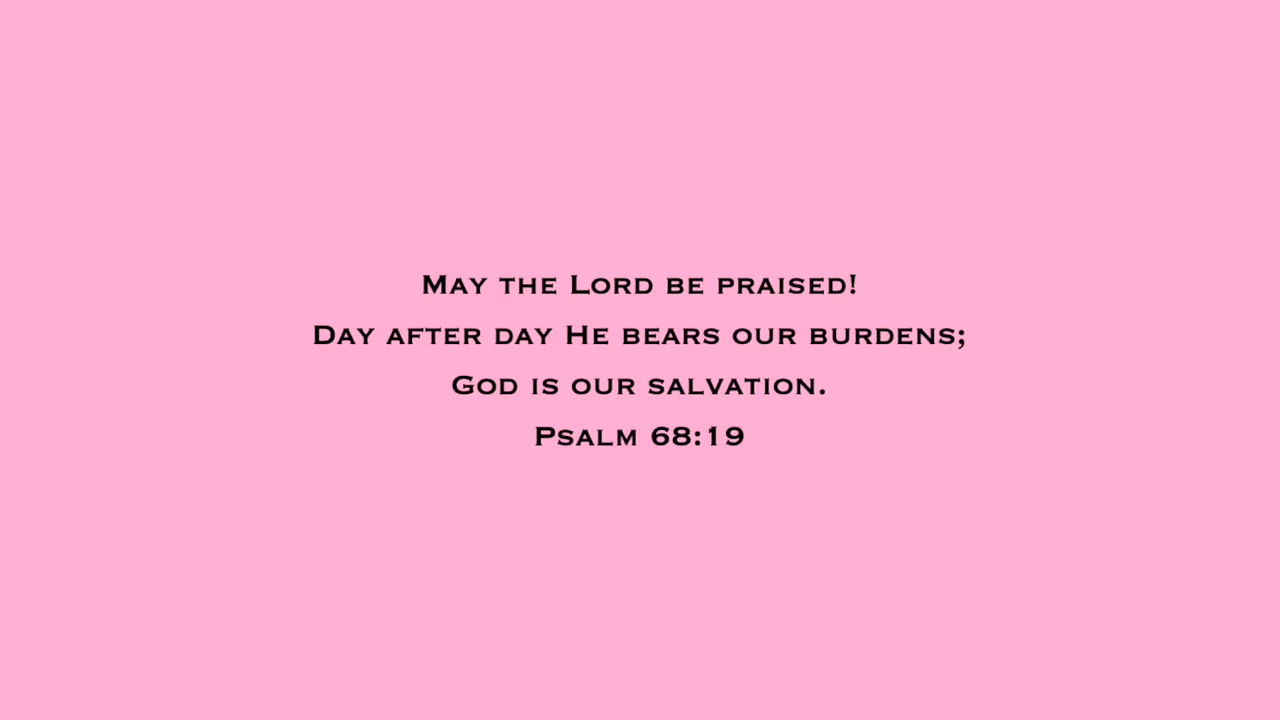 May the Lord be praised!
Day after day He bears our burdens;
God is our salvation.
Psalm 68:19